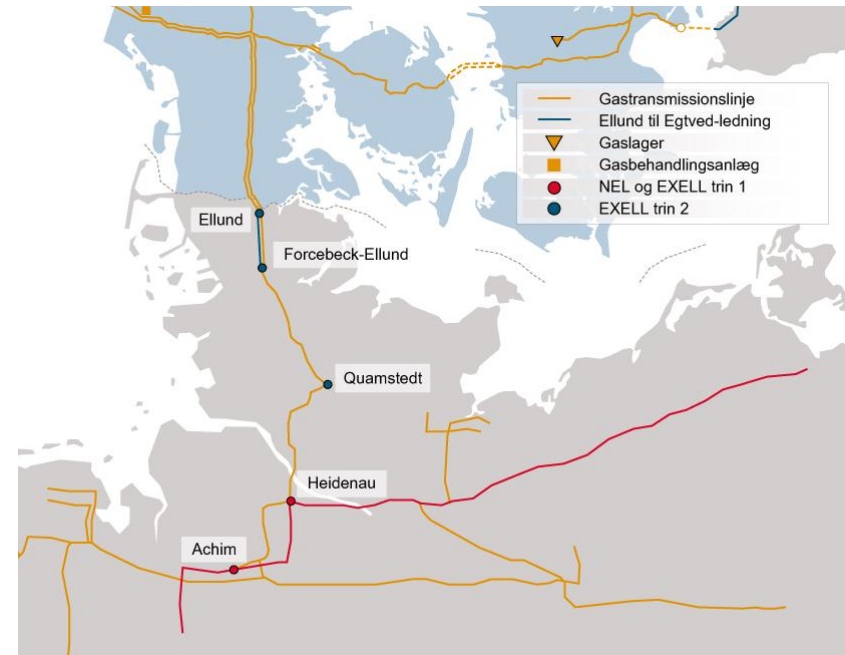 Gastransmissionslinje
Ellund til Egtved-ledning
Gaslager
Gasbehandlingsanlæg
NEL og EXELL trin 1
EXELL trin 2
Ellund
Forcebeck-Ellund
Quamstedt
Heidenau
Achim